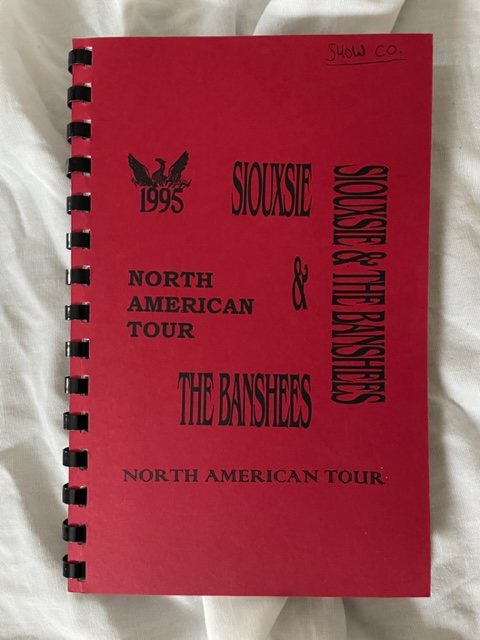 SHOW CO.
1995
SIOUXSIE
&
THE BANSHEES
SIOUXSIE & THE BANSHEES
NORTH
AMERICAN
TOUR
NORTH AMERICAN TOUR